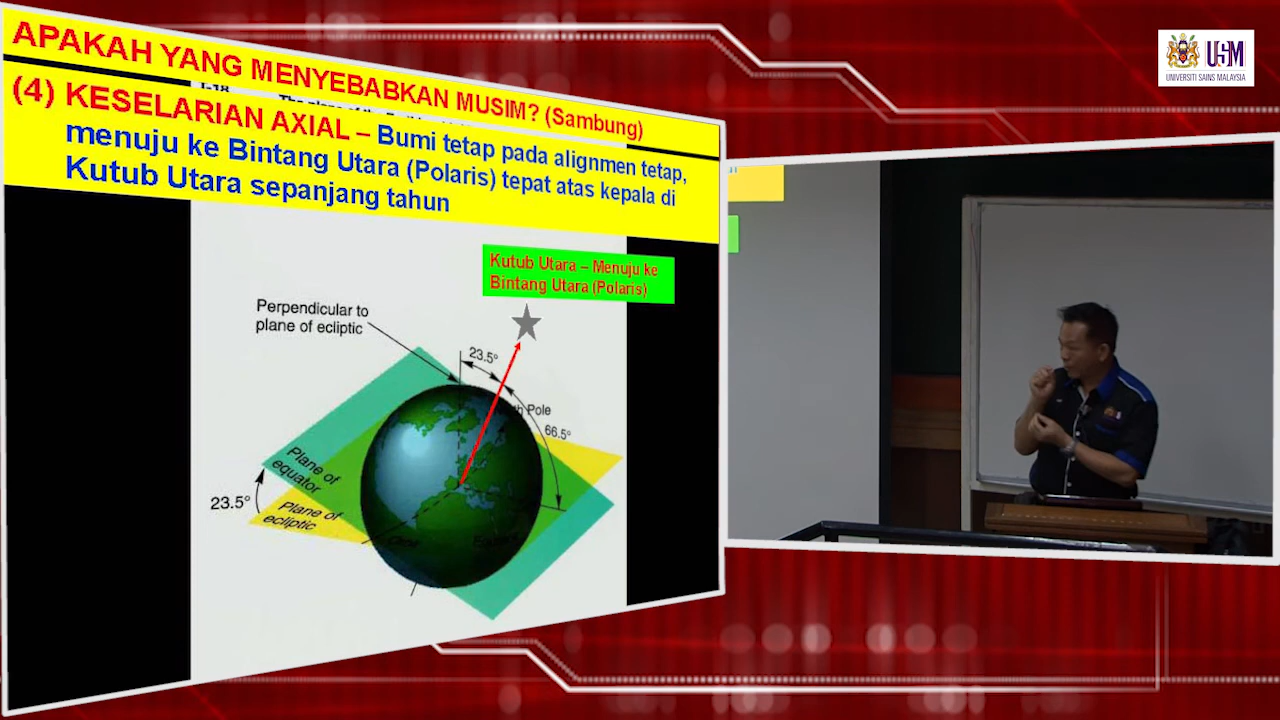 APAKAH YANG MENYEBABKAN MUSIM? (Sambung)
(4) KESELARIAN AXIAL – Bumi tetap pada alignmen tetap,
menuju ke Bintang Utara (Polaris) tepat atas kepala di
Kutub Utara sepanjang tahun
Kutub Utara – Menuju ke
Bintang Utara (Polaris)
Perpendicular to
plane of ecliptic
23.5°
Pole
66.5°
Plane of
equator
23.5°
Plane of
ecliptic
USM
UNIVERSITI SAINS MALAYSIA